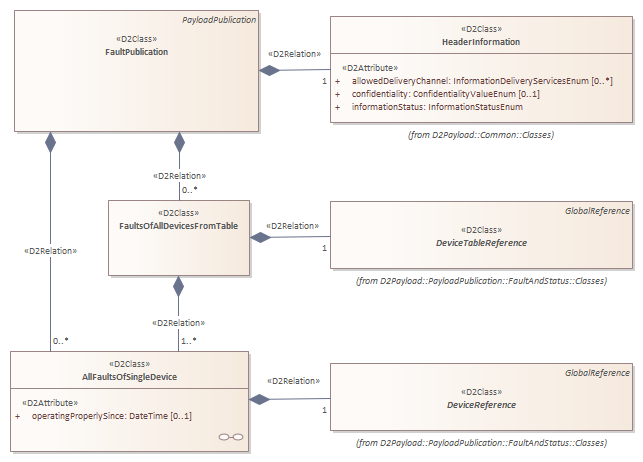 PayloadPublication
«D2Class»
FaultPublication
«D2Relation»
1
«D2Class»
HeaderInformation
«D2Attribute»
+ allowedDeliveryChannel: InformationDeliveryServicesEnum [0..*]
+ confidentiality: ConfidentialityValueEnum [0..1]
+ informationStatus: InformationStatusEnum
(from D2Payload::Common::Classes)
«D2Relation»
0..*
«D2Class»
FaultsOfAllDevicesFromTable
«D2Relation»
1
GlobalReference
«D2Class»
DeviceTableReference
(from D2Payload::PayloadPublication::FaultAndStatus::Classes)
«D2Relation»
0..*
«D2Relation»
1..*
«D2Class»
AllFaultsOfSingleDevice
«D2Attribute»
+ operatingProperlySince: DateTime [0..1]
«D2Relation»
1
GlobalReference
«D2Class»
DeviceReference
(from D2Payload::PayloadPublication::FaultAndStatus::Classes)